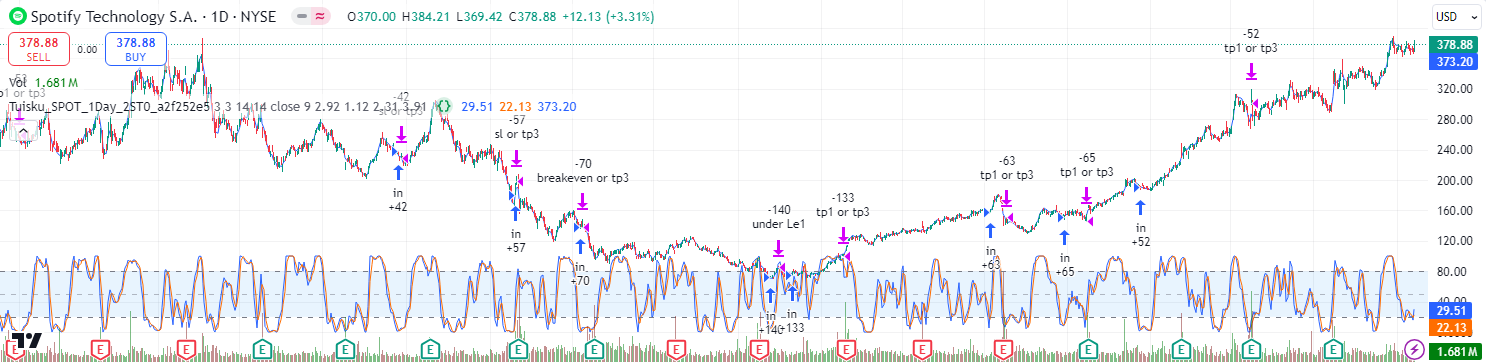 Spotify Technology S.A. · 1D · NYSE O370.00 H384.21 L369.42 C378.88 +12.13 (+3.31%)
USD
378.88 SELL
0.00
378.88 BUY
Vol 1.681 M
Tuisku_SPOT_1Day_2ST0_a2f252e5 3 3 14 14 close 9 2.92 1.12 2.31 3.91 29.51 22.13 373.20
-53
tp1 or tp3
-42
sl or tp3
in
+42
-57
sl or tp3
in
+57
-70
breakeven or tp3
in
+70
-140
under Le1
in
+140
-133
tp1 or tp3
in
+133
-63
tp1 or tp3
in
+63
-65
tp1 or tp3
in
+65
-52
tp1 or tp3
in
+52
378.88
373.20
320.00
280.00
240.00
200.00
160.00
120.00
80.00
40.00
29.51
22.13
1.681 M
E E E E E E E E E E E E E E E E